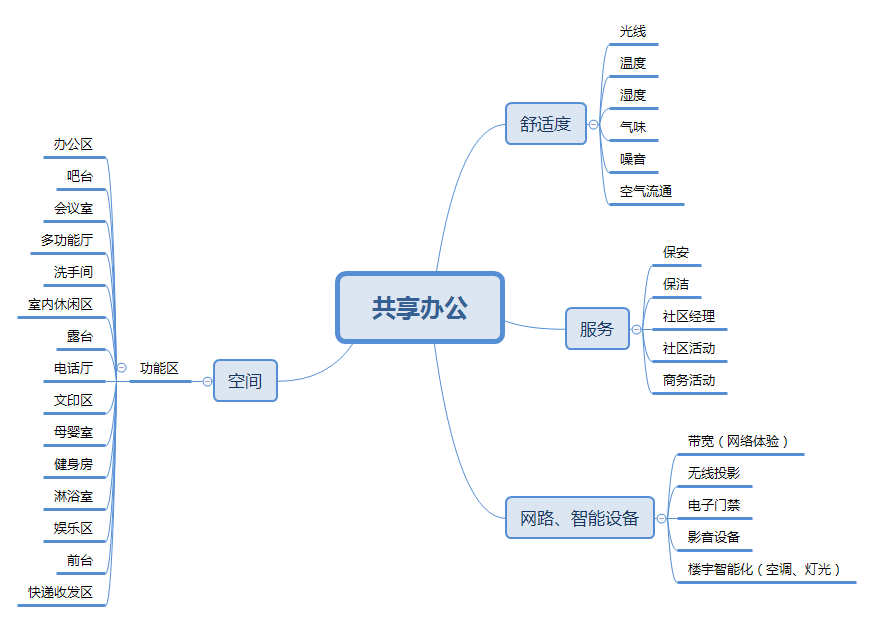 共享办公
舒适度
光线
温度
湿度
气味
噪音
空气流通
服务
保安
保洁
社区经理
社区活动
商务活动
网路、智能设备
带宽（网络体验）
无线投影
电子门禁
影音设备
楼宇智能化（空调、灯光）
空间
功能区
办公区
吧台
会议室
多功能厅
洗手间
室内休闲区
露台
电话厅
文印区
母婴室
健身房
淋浴室
娱乐区
前台
快递收发区